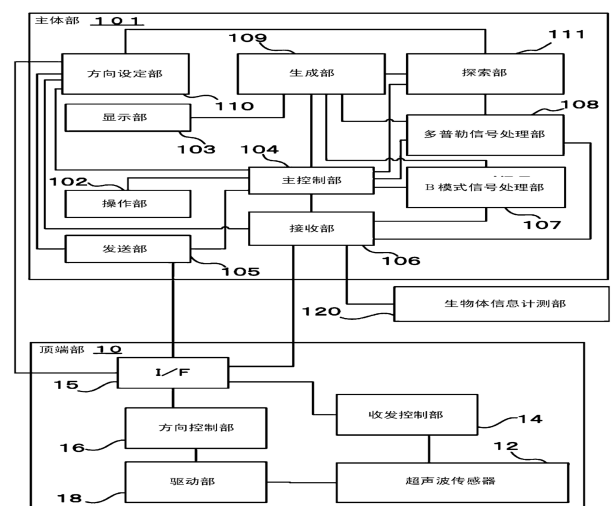 主体部 101
109
111
方向设定部
生成部
探索部
110
显示部
103
108
多普勒信号处理部
104
102
主控制部
操作部
B模式信号处理部
107
发送部
105
接收部
106
生物体信息计测部
120
顶端部 10
I/F
15
方向控制部
16
收发控制部
14
12
驱动部
18
超声波传感器